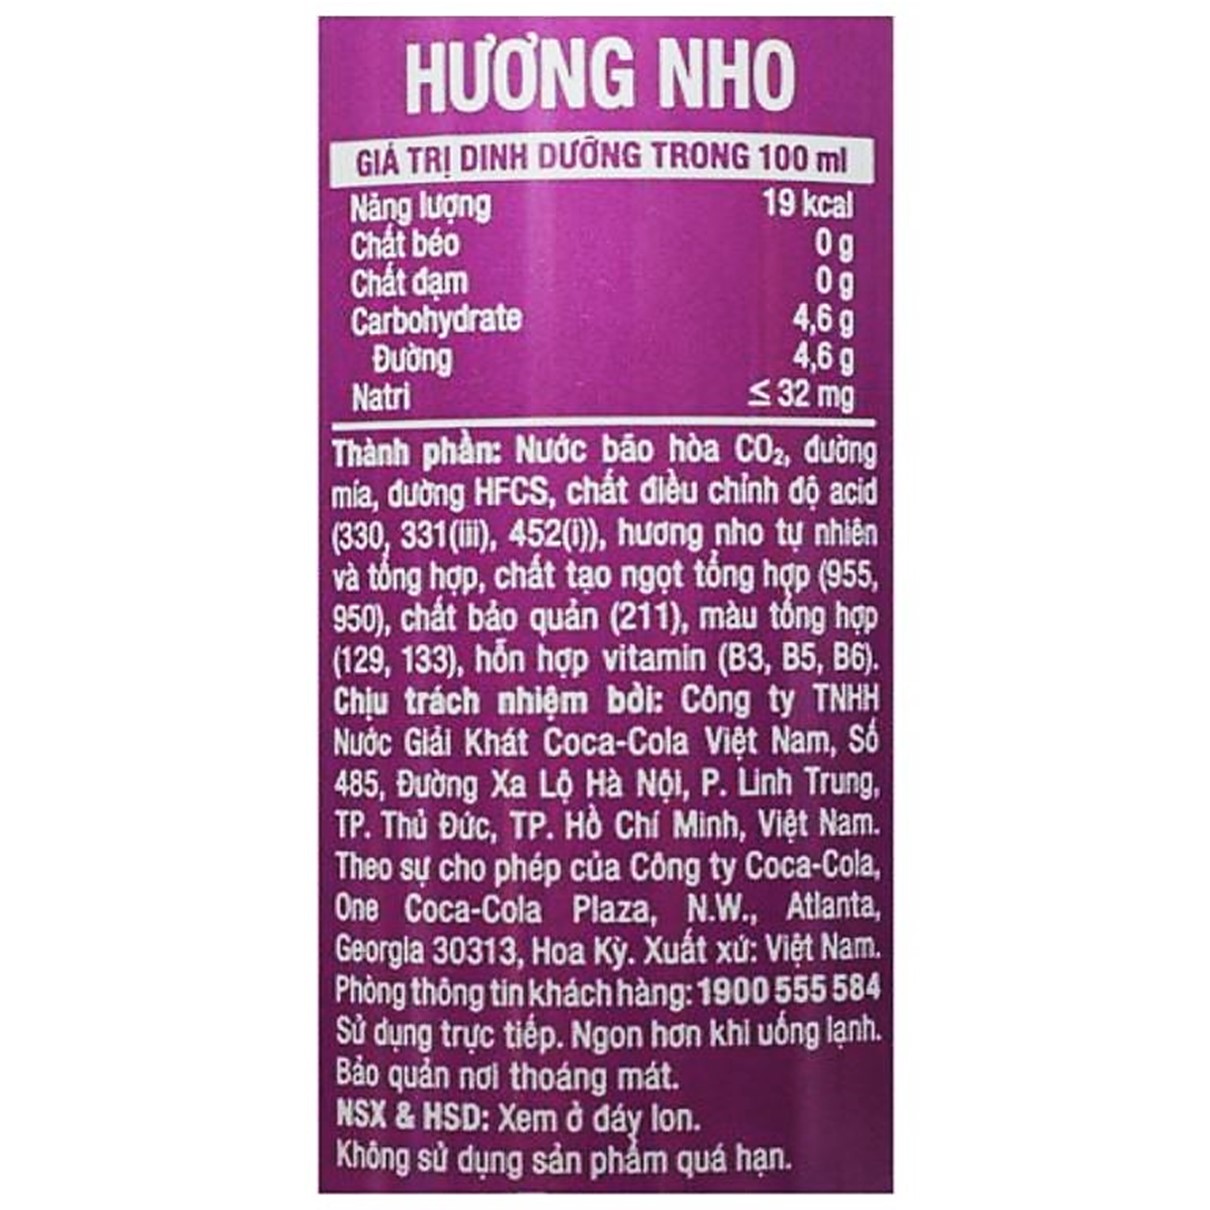 HƯƠNG NHO
GIÁ TRỊ DINH DƯỠNG TRONG 100 ml
Năng lượng 19 kcal
Chất béo 0 g
Chất đạm 0 g
Carbohydrate 4,6 g
Đường 4,6 g
Natri ≤ 32 mg
Thành phần: Nước bão hòa CO₂, đường
mía, đường HFCS, chất điều chỉnh độ acid
(330, 331(iii), 452(i)), hương nho tự nhiên
và tổng hợp, chất tạo ngọt tổng hợp (955,
950), chất bảo quản (211), màu tổng hợp
(129, 133), hỗn hợp vitamin (B3, B5, B6).
Chịu trách nhiệm bởi: Công ty TNHH
Nước Giải Khát Coca-Cola Việt Nam, Số
485, Đường Xa Lộ Hà Nội, P. Linh Trung,
TP. Thủ Đức, TP. Hồ Chí Minh, Việt Nam.
Theo sự cho phép của Công ty Coca-Cola,
One Coca-Cola Plaza, N.W., Atlanta,
Georgia 30313, Hoa Kỳ. Xuất xứ: Việt Nam.
Phòng thông tin khách hàng: 1900 555 584
Sử dụng trực tiếp. Ngon hơn khi uống lạnh.
Bảo quản nơi thoáng mát.
NSX & HSD: Xem ở đáy lon.
Không sử dụng sản phẩm quá hạn.